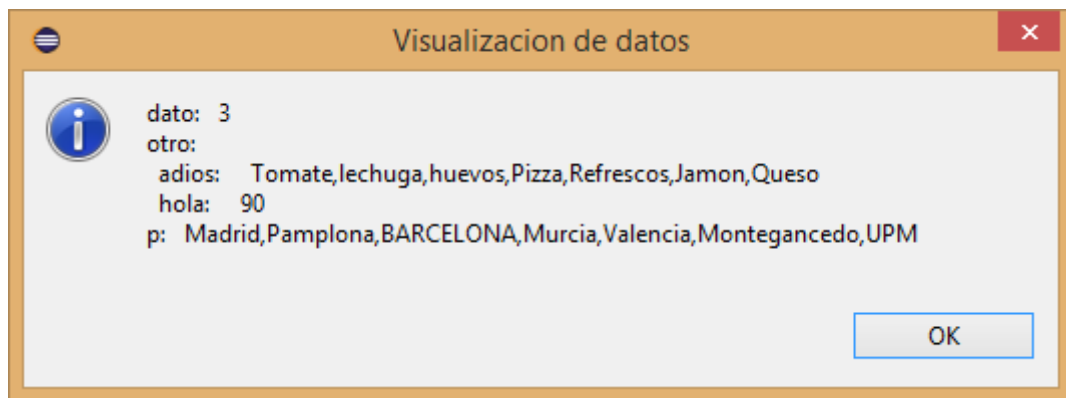 Visualizacion de datos
dato: 3
otro:
adios: Tomate,lechuga,huevos,Pizza,Refrescos,Jamon,Queso
hola: 90
p: Madrid,Pamplona,BARCELONA,Murcia,Valencia,Montegancedo,UPM
OK